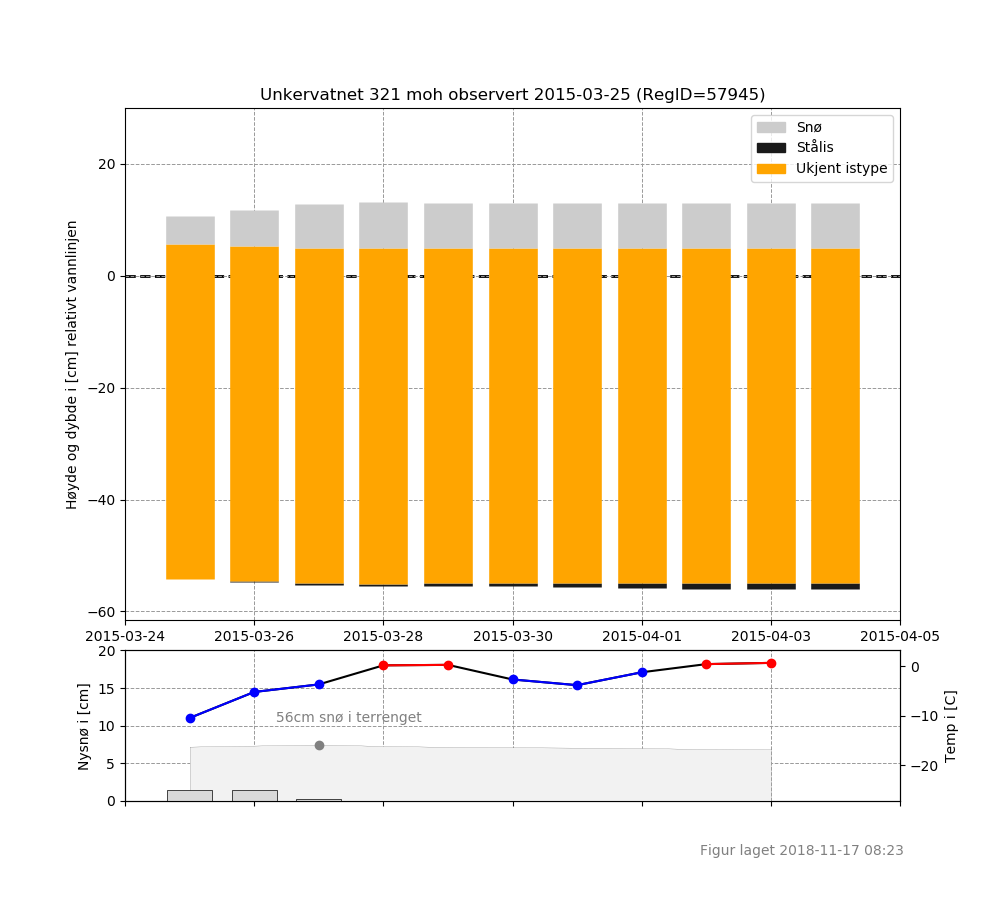 Unkervatnet 321 moh observert 2015-03-25 (RegID=57945)
Snø
Stålis
Ukjent istype
Høyde og dybde i [cm] relativt vannlinjen
20
0
−20
−40
−60
2015-03-24 2015-03-26 2015-03-28 2015-03-30 2015-04-01 2015-04-03 2015-04-05
Nysnø i [cm]
20
15
10
5
0
56cm snø i terrenget
0
−10
−20
Temp i [C]
Figur laget 2018-11-17 08:23